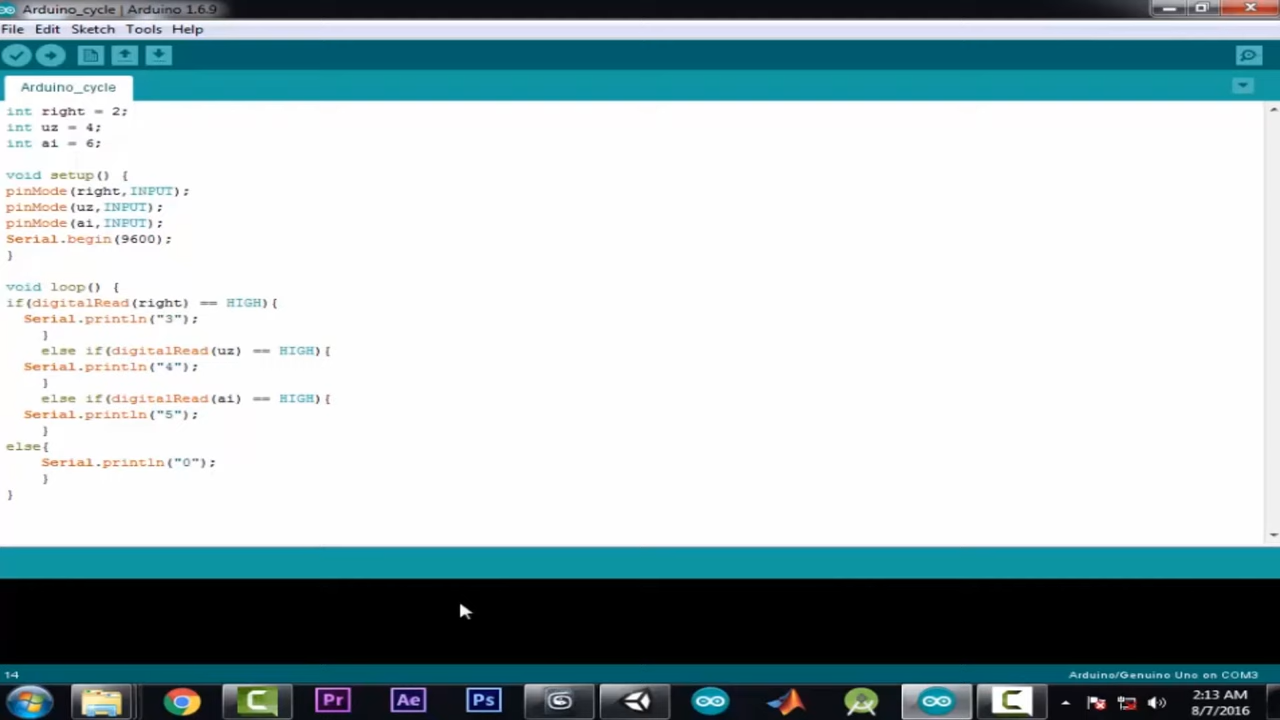 Arduino_cycle | Arduino 1.6.9
File Edit Sketch Tools Help
Arduino_cycle
int right = 2;
int uz = 4;
int ai = 6;
void setup() {
pinMode(right,INPUT);
pinMode(uz,INPUT);
pinMode(ai,INPUT);
Serial.begin(9600);
}
void loop() {
if(digitalRead(right) == HIGH){
Serial.println("3");
}
else if(digitalRead(uz) == HIGH){
Serial.println("4");
}
else if(digitalRead(ai) == HIGH){
Serial.println("5");
}
else{
Serial.println("0");
}
}
14 Arduino/Genuino Uno on COM3
Pr Ae Ps 2:13 AM
8/7/2016